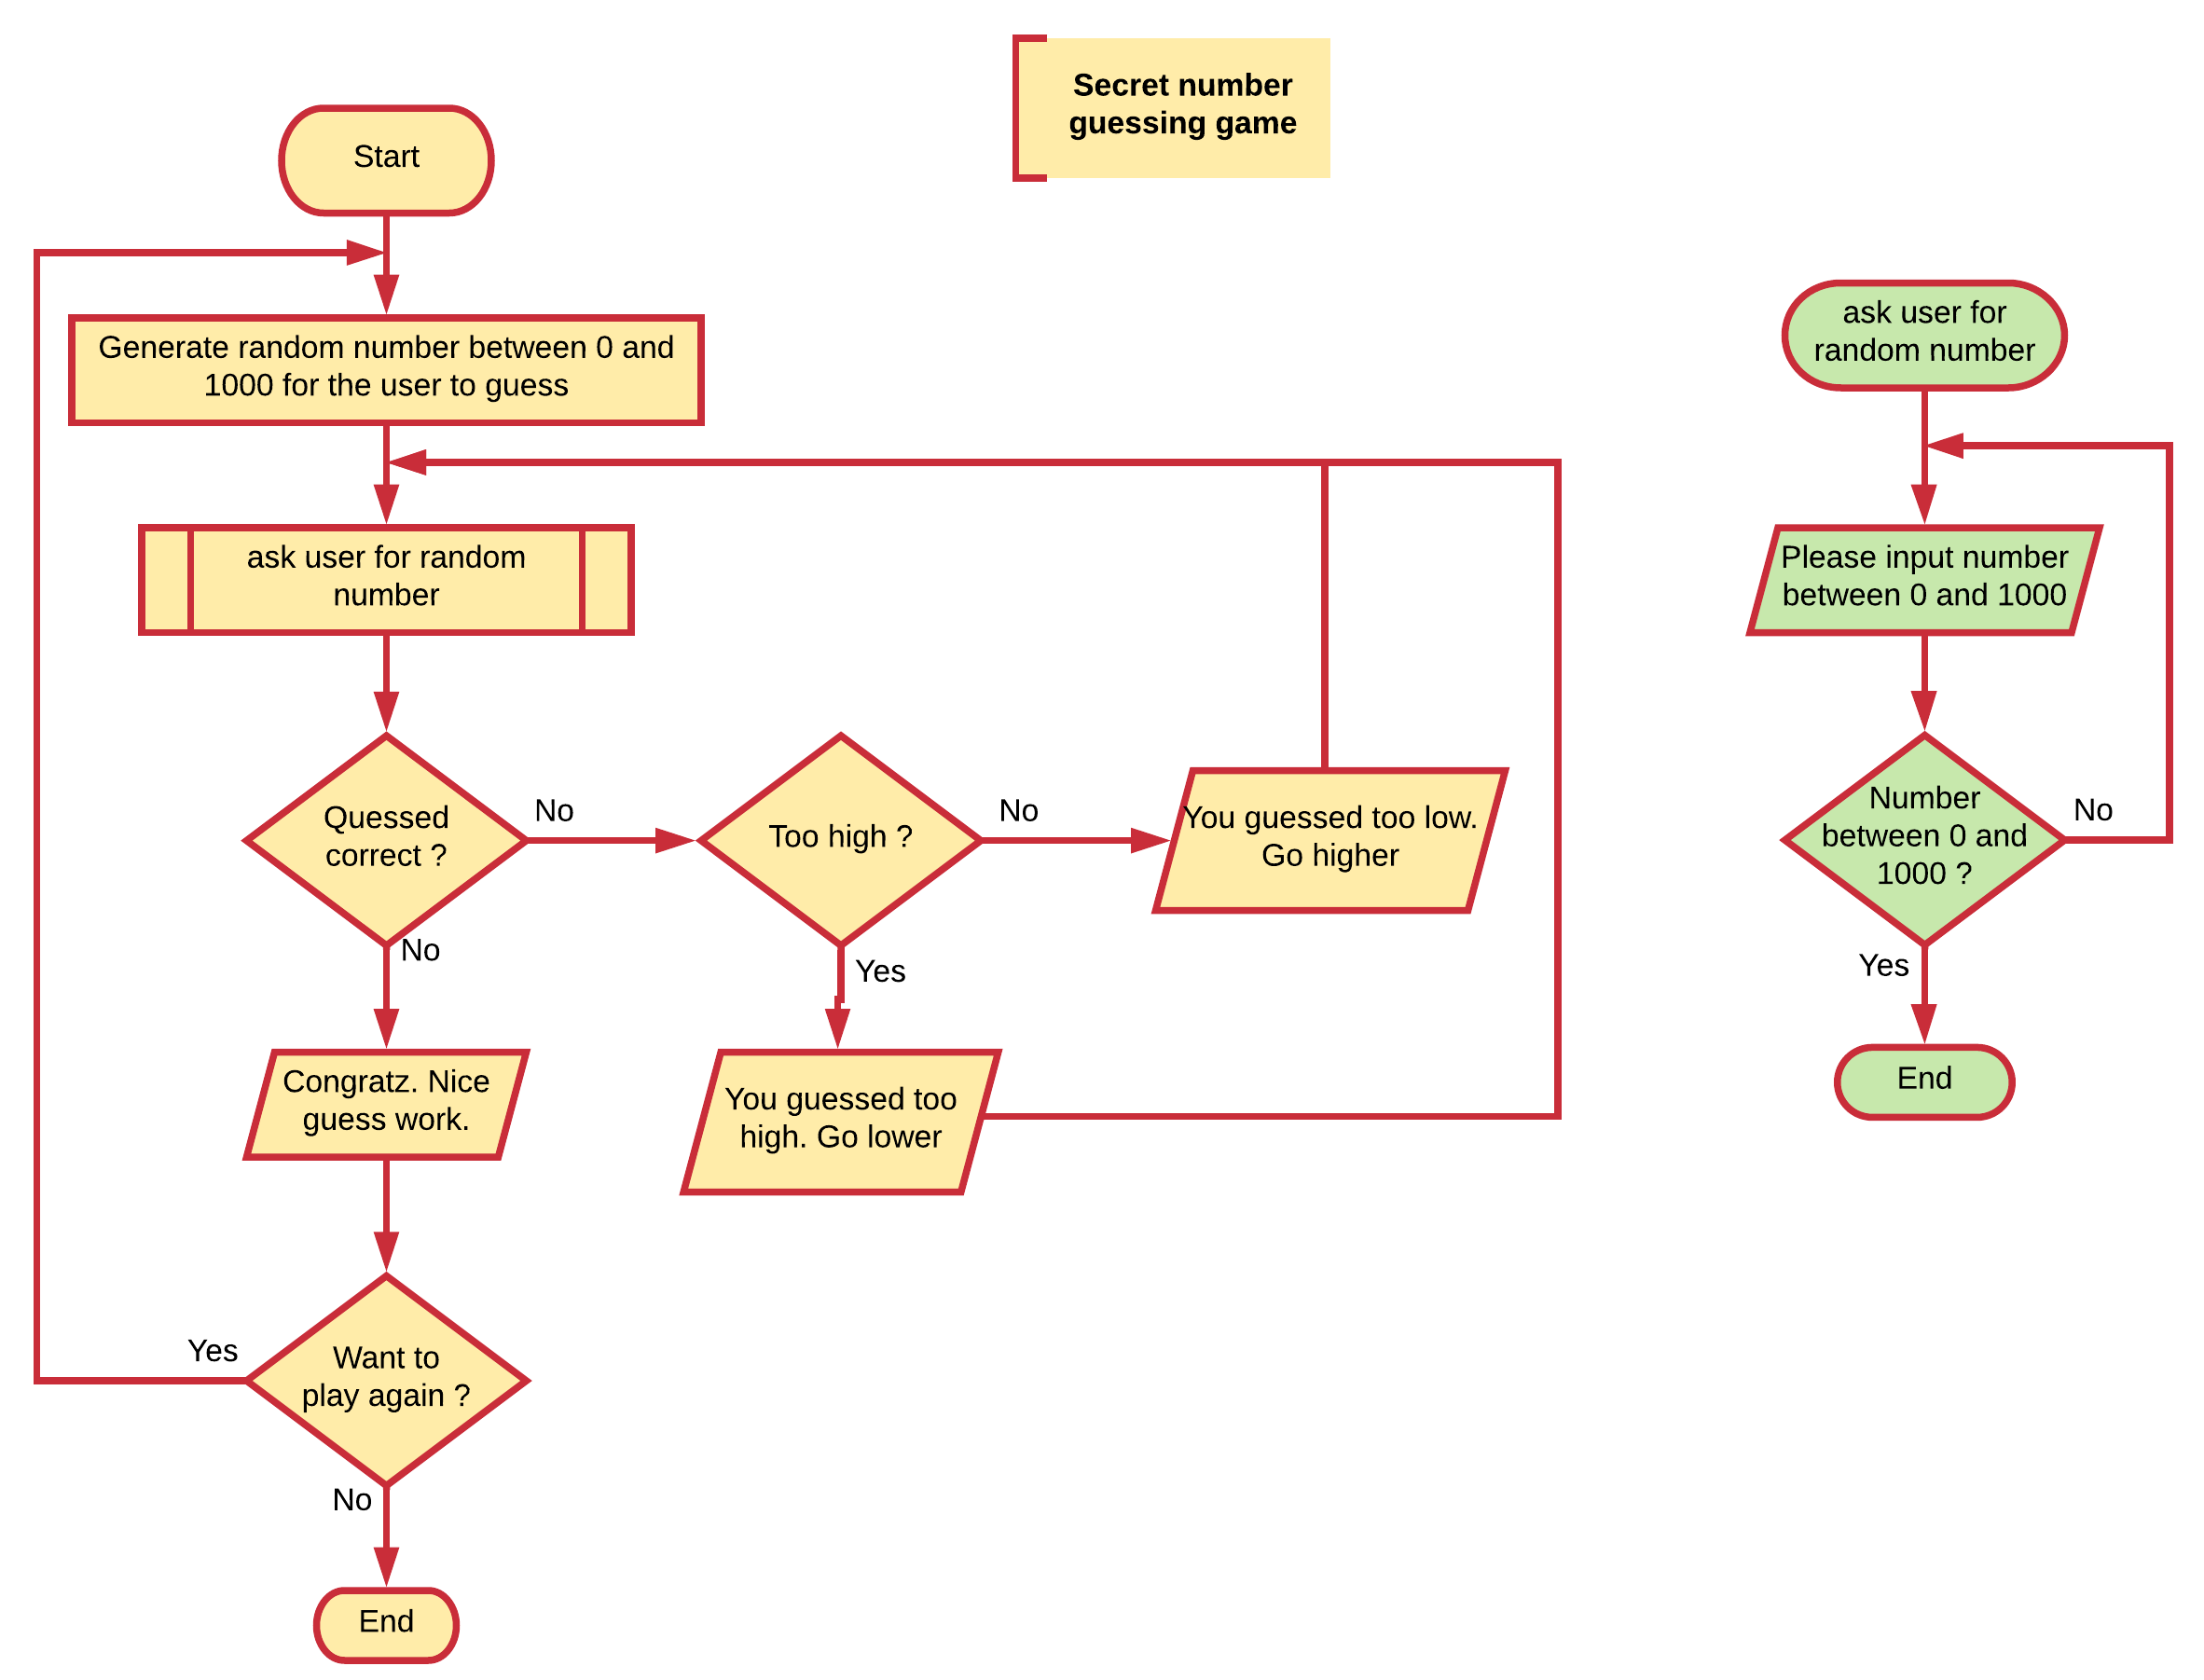 Secret number
guessing game
Start
Generate random number between 0 and
1000 for the user to guess
ask user for random
number
Quessed
correct ?
No
Too high ?
No
You guessed too low.
Go higher
No
Yes
Congratz. Nice
guess work.
You guessed too
high. Go lower
Want to
play again ?
Yes
No
End
ask user for
random number
Please input number
between 0 and 1000
Number
between 0 and
1000 ?
No
Yes
End